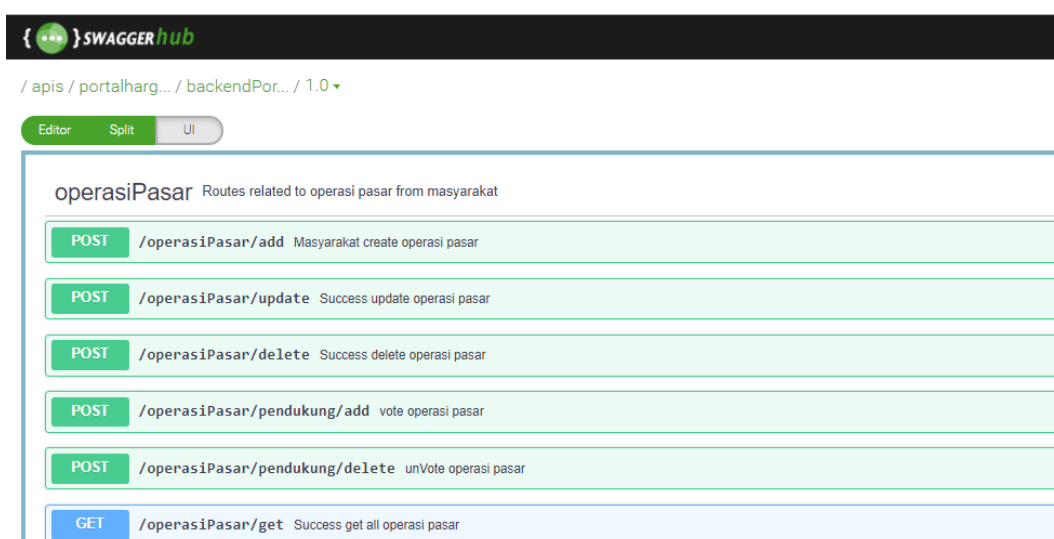 { ... } SWAGGERhub
/ apis / portalharg... / backendPor... / 1.0
Editor Split UI
operasiPasar Routes related to operasi pasar from masyarakat
POST /operasiPasar/add Masyarakat create operasi pasar
POST /operasiPasar/update Success update operasi pasar
POST /operasiPasar/delete Success delete operasi pasar
POST /operasiPasar/pendukung/add vote operasi pasar
POST /operasiPasar/pendukung/delete unVote operasi pasar
GET /operasiPasar/get Success get all operasi pasar